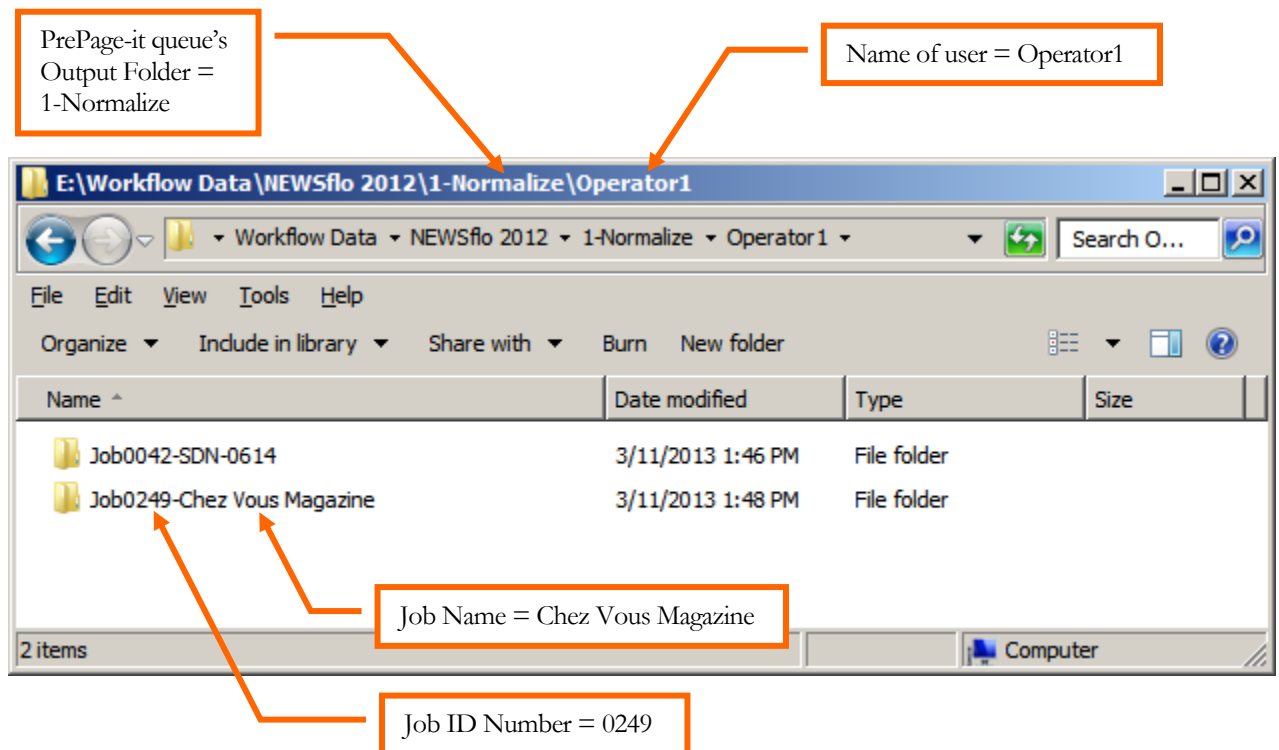 PrePage-it queue’s
Output Folder =
1-Normalize
Name of user = Operator1
E:\Workflow Data\NEWSflo 2012\1-Normalize\Operator1
Workflow Data NEWSflo 2012 1-Normalize Operator1 Search O...
File Edit View Tools Help
Organize Include in library Share with Burn New folder
Name Date modified Type Size
Job0042-SDN-0614 3/11/2013 1:46 PM File folder
Job0249-Chez Vous Magazine 3/11/2013 1:48 PM File folder
Job Name = Chez Vous Magazine
2 items Computer
Job ID Number = 0249